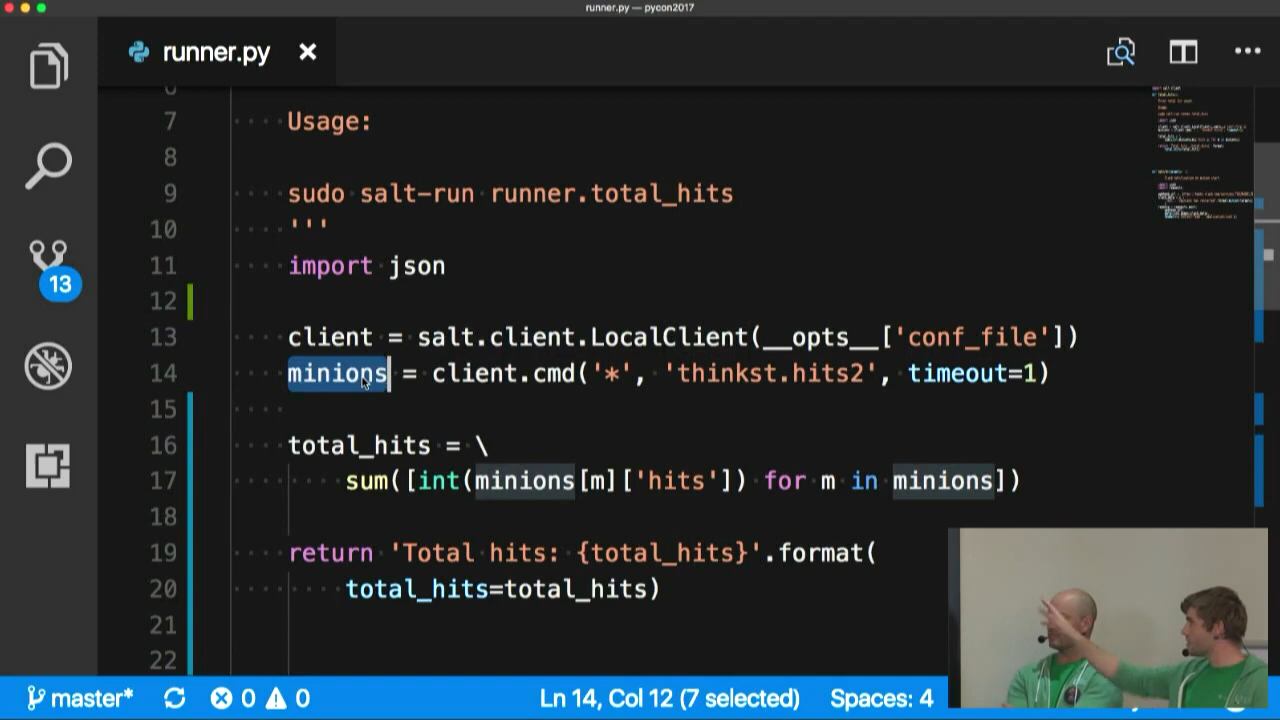 runner.py — pycon2017
runner.py
7 Usage:
8
9 sudo salt-run runner.total_hits
10 '''
11 import json
12
13 client = salt.client.LocalClient(__opts__['conf_file'])
14 minions = client.cmd('*', 'thinkst.hits2', timeout=1)
15
16 total_hits = \
17 sum([int(minions[m]['hits']) for m in minions])
18
19 return 'Total hits: {total_hits}'.format(
20 total_hits=total_hits)
21
22
13
master* 0 0 Ln 14, Col 12 (7 selected) Spaces: 4